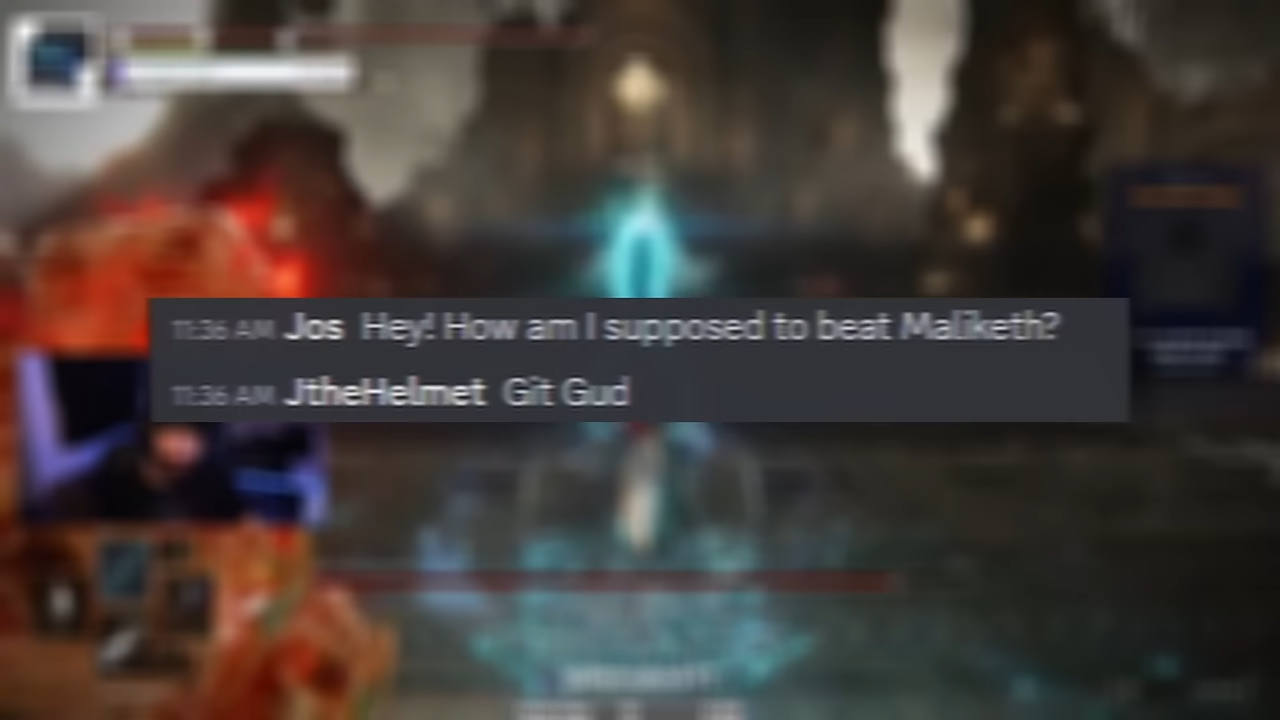 11:36 AM Jos Hey! How am I supposed to beat Maliketh?
11:36 AM JtheHelmet Git Gud